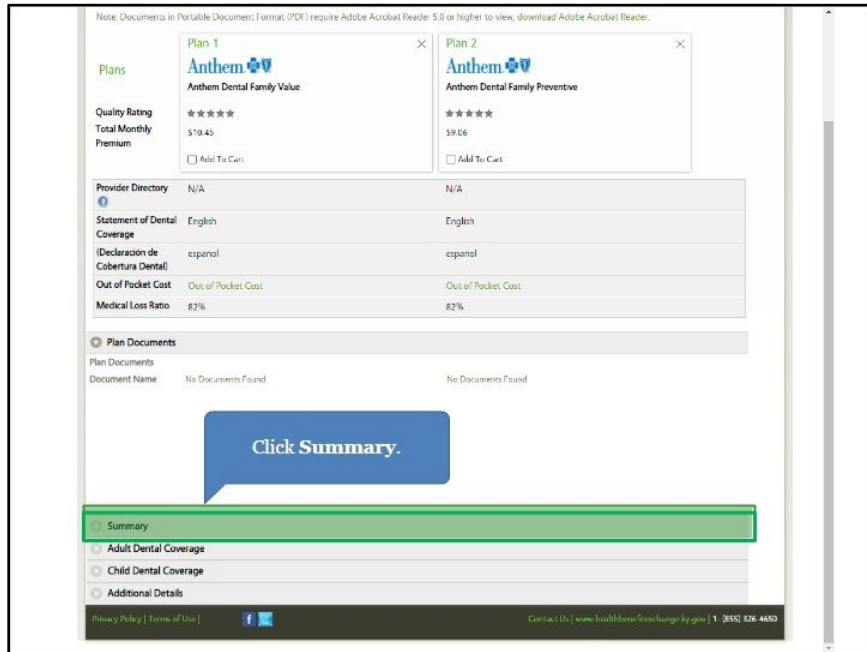 Note: Documents in Portable Document Format (PDF) require Adobe Acrobat Reader 5.0 or higher to view, download Adobe Acrobat Reader.
Plan 1 Plan 2
Plans Anthem Anthem
Anthem Dental Family Value Anthem Dental Family Preventive
Quality Rating
Total Monthly Premium $10.45 $9.06
Add To Cart Add To Cart
Provider Directory N/A N/A
Statement of Dental Coverage English English
(Declaración de Cobertura Dental) espanol espanol
Out of Pocket Cost Out of Pocket Cost Out of Pocket Cost
Medical Loss Ratio 82% 82%
Plan Documents
Plan Documents
Document Name No Documents Found No Documents Found
Click Summary.
Summary
Adult Dental Coverage
Child Dental Coverage
Additional Details
Privacy Policy | Terms of Use | Contact Us | www.healthbenefitexchange.ky.gov | 1- (855) 326-4650